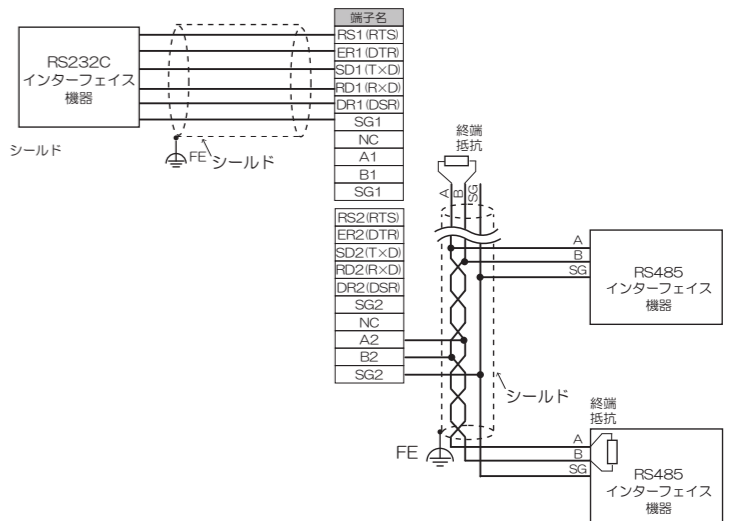 RS232C
インターフェイス
機器
シールド
FE
シールド
端子名
RS1(RTS)
ER1(DTR)
SD1(T×D)
RD1(R×D)
DR1(DSR)
SG1
NC
A1
B1
SG1
RS2(RTS)
ER2(DTR)
SD2(T×D)
RD2(R×D)
DR2(DSR)
SG2
NC
A2
B2
SG2
終端
抵抗
A
B
SG
A
B
SG
RS485
インターフェイス
機器
シールド
FE
終端
抵抗
A
B
SG
RS485
インターフェイス
機器